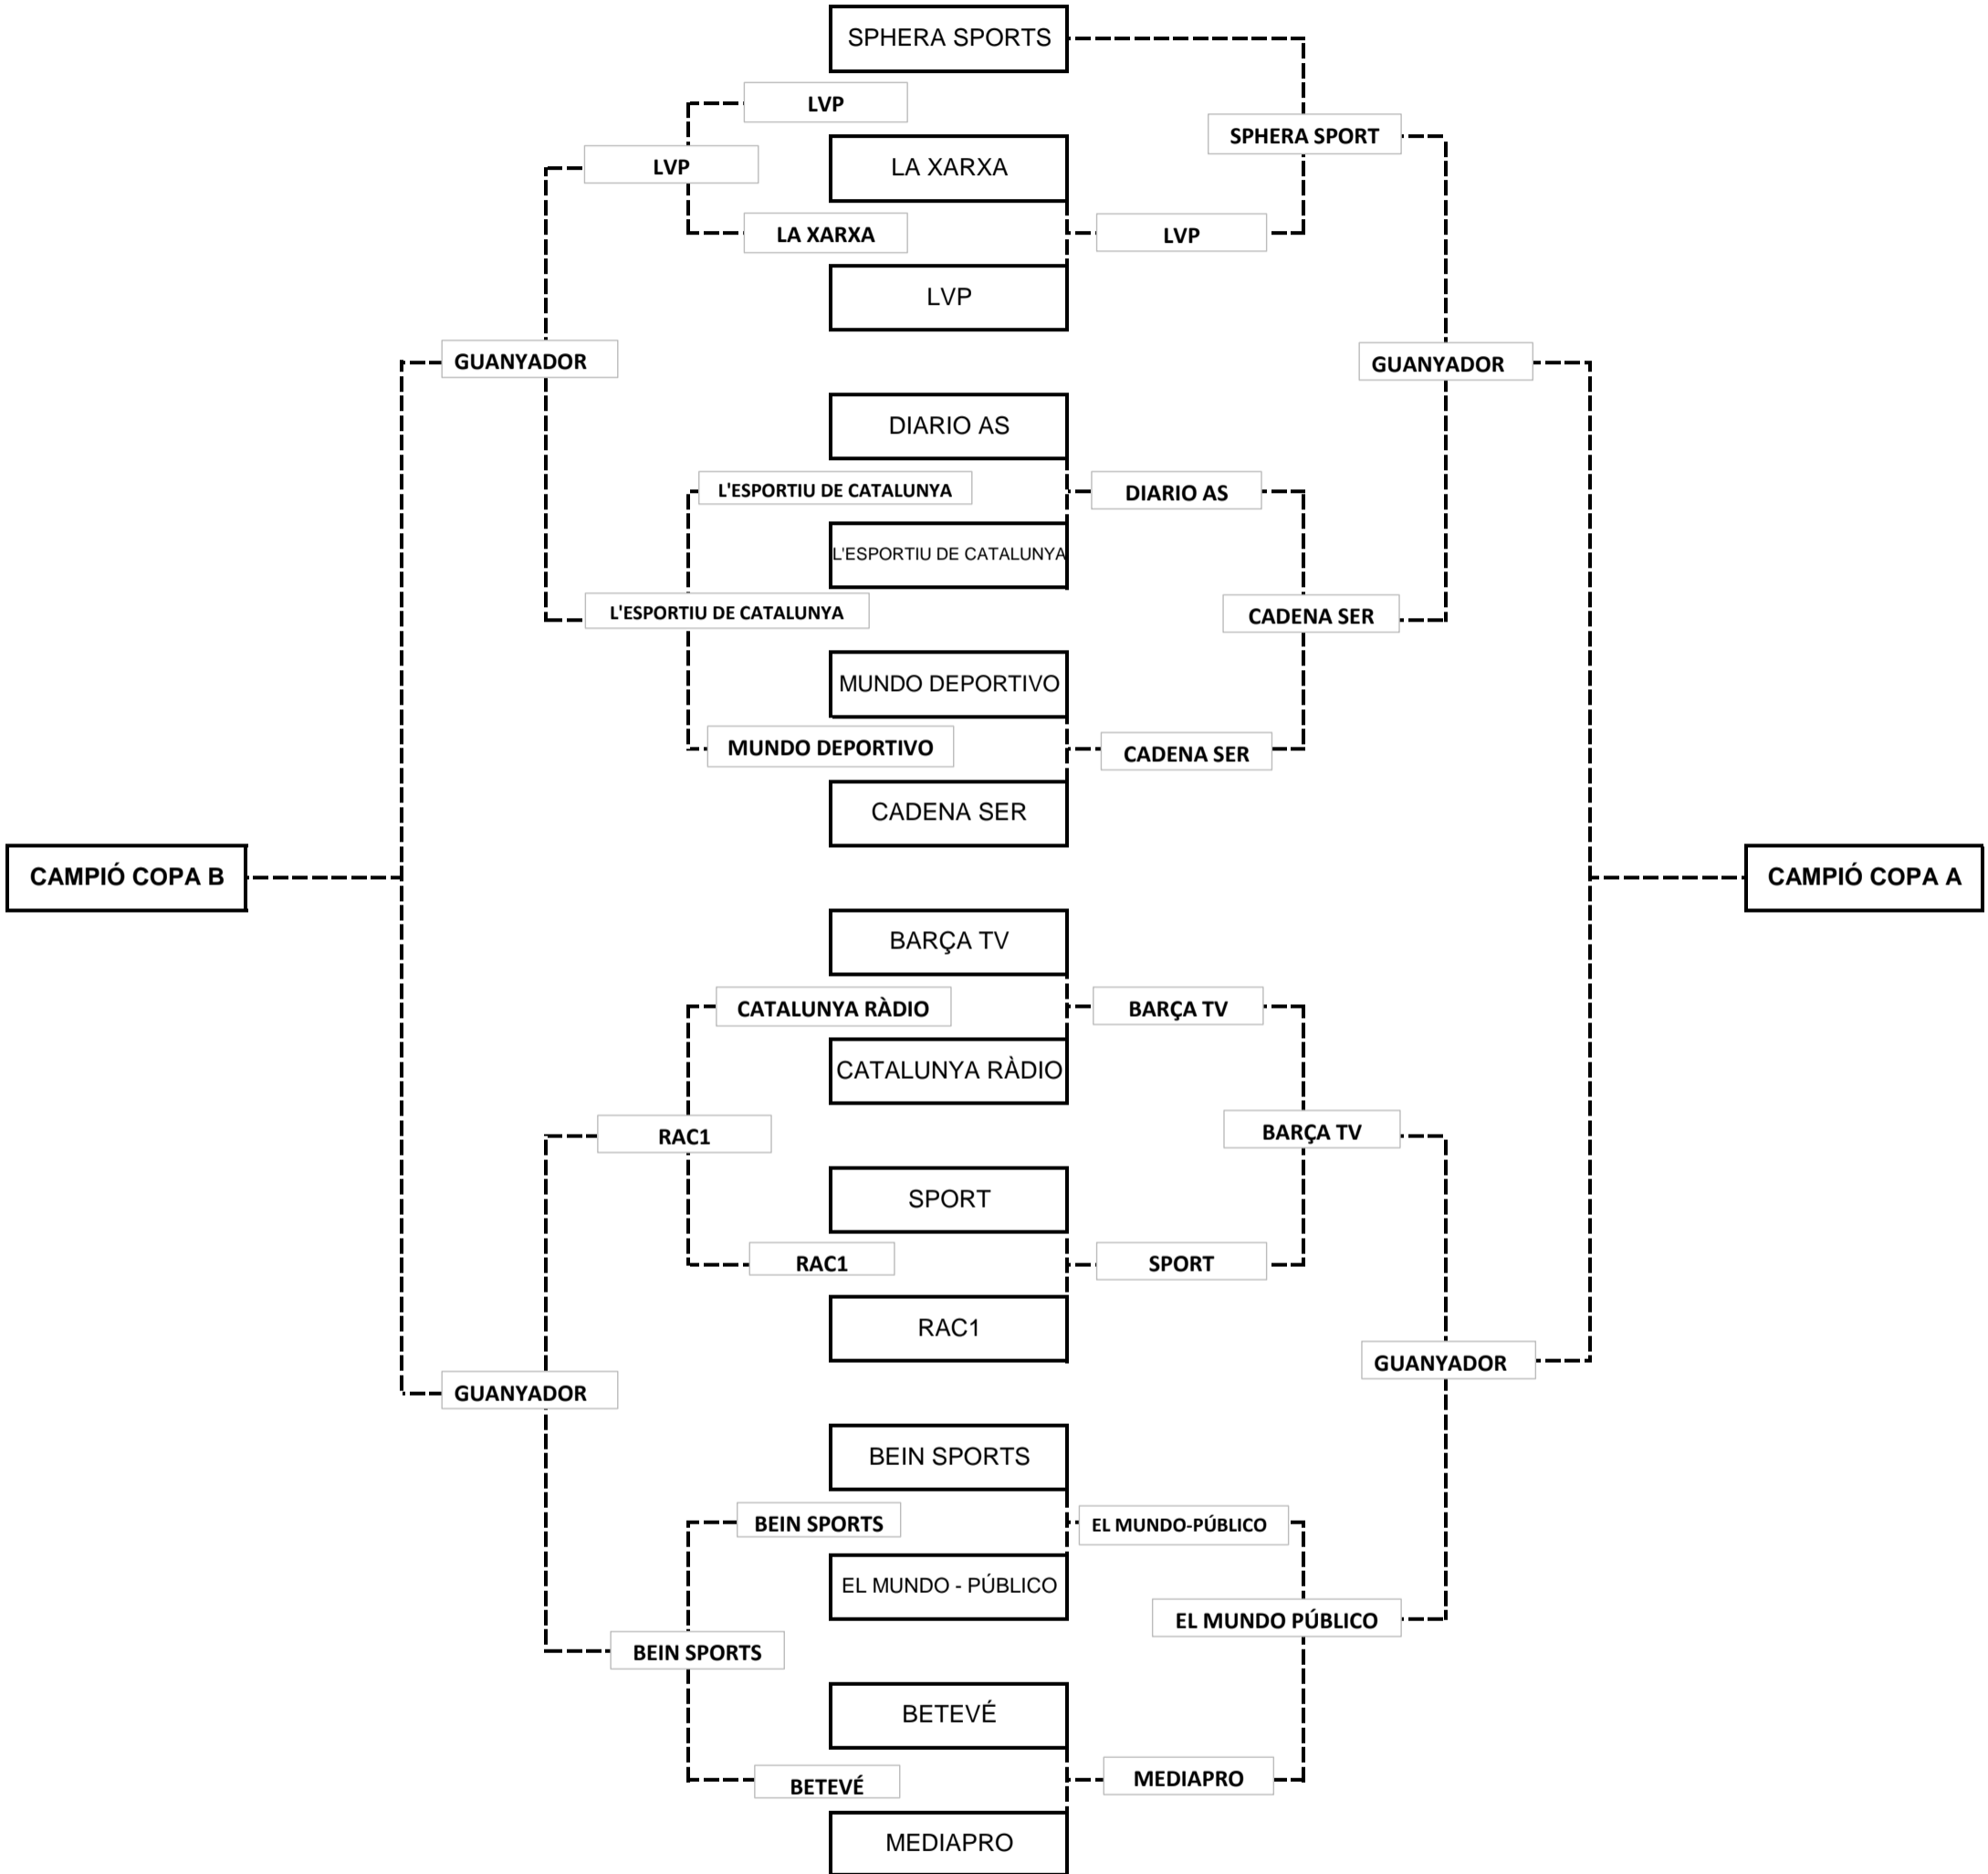 SPHERA SPORTS
LVP
SPHERA SPORT
LVP
LA XARXA
LA XARXA
LVP
LVP
GUANYADOR
GUANYADOR
DIARIO AS
L'ESPORTIU DE CATALUNYA
DIARIO AS
L'ESPORTIU DE CATALUNYA
L'ESPORTIU DE CATALUNYA
CADENA SER
MUNDO DEPORTIVO
MUNDO DEPORTIVO
CADENA SER
CADENA SER
CAMPIÓ COPA B
CAMPIÓ COPA A
BARÇA TV
CATALUNYA RÀDIO
BARÇA TV
CATALUNYA RÀDIO
RAC1
BARÇA TV
SPORT
RAC1
SPORT
RAC1
GUANYADOR
GUANYADOR
BEIN SPORTS
BEIN SPORTS
EL MUNDO-PÚBLICO
EL MUNDO - PÚBLICO
EL MUNDO PÚBLICO
BEIN SPORTS
BETEVÉ
BETEVÉ
MEDIAPRO
MEDIAPRO